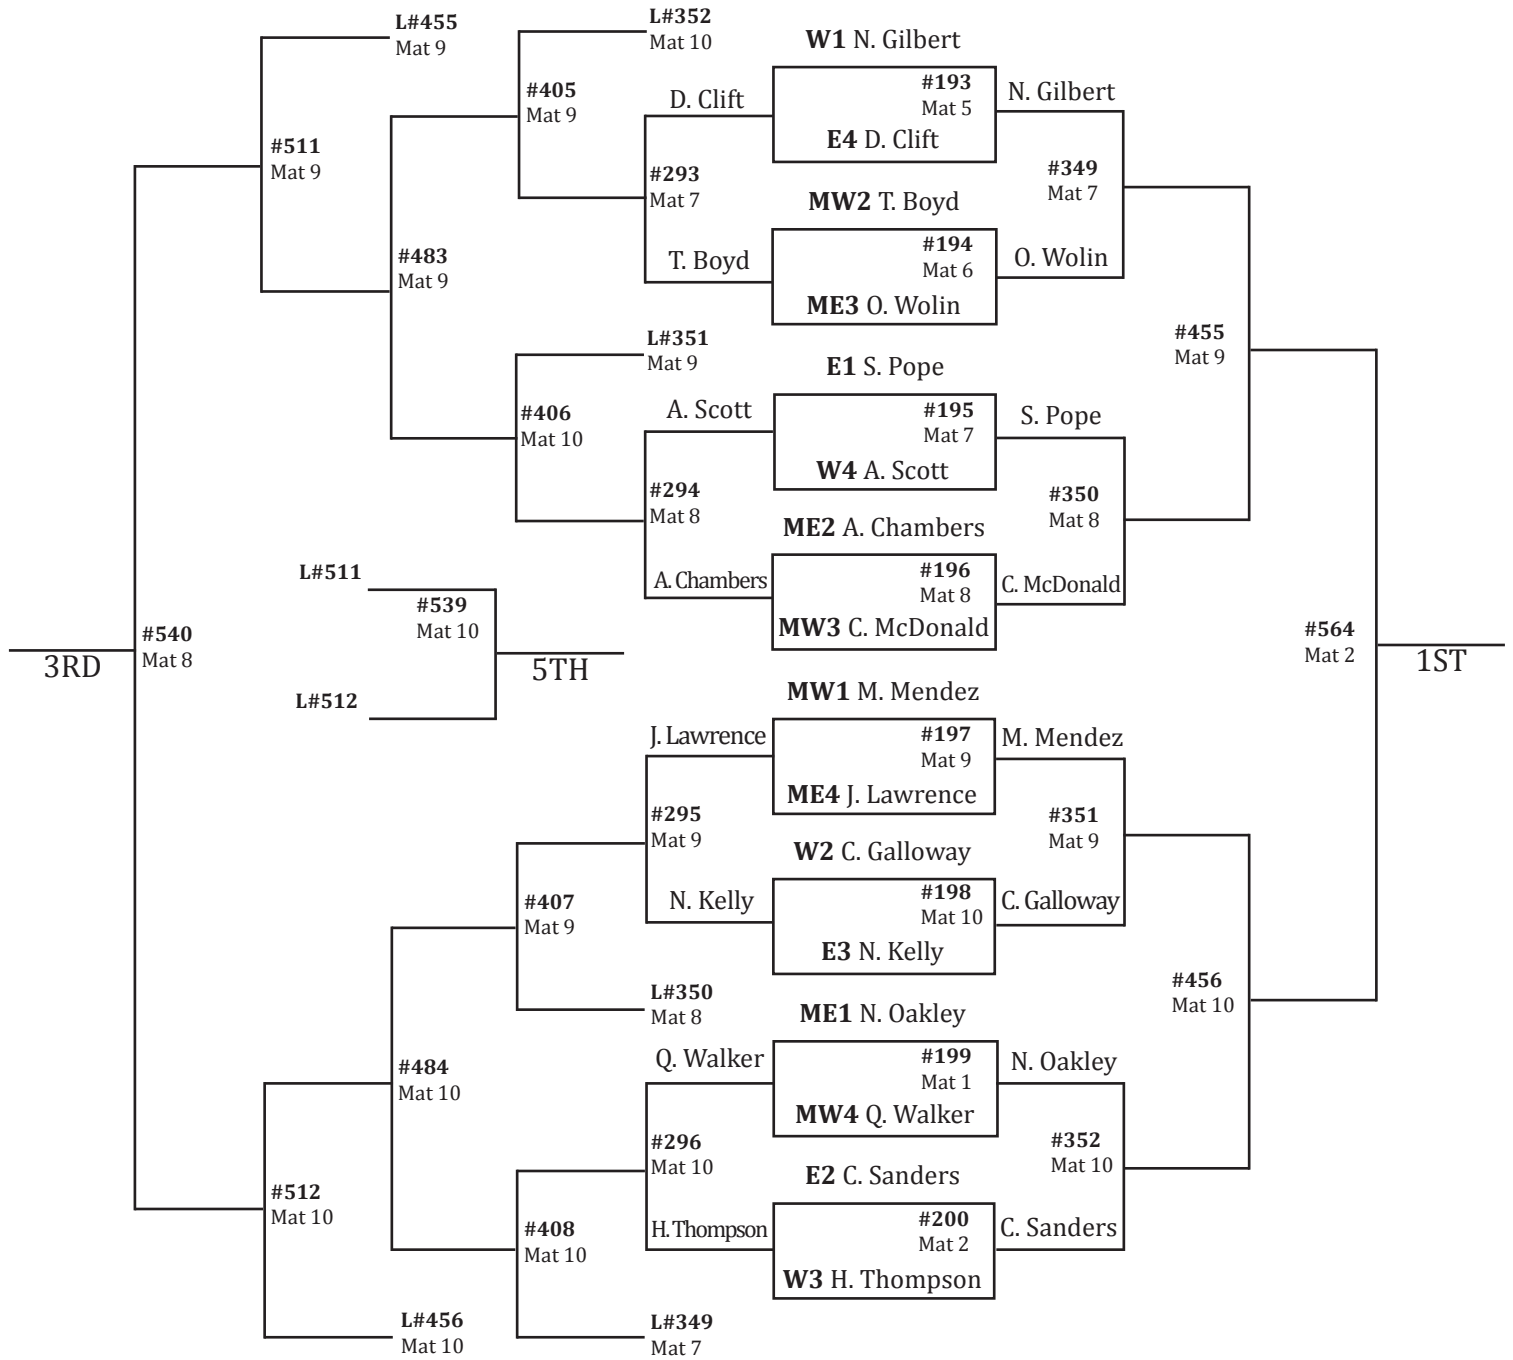 L#455
Mat 9
L#352
Mat 10
W1 N. Gilbert
#405
Mat 9
D. Clift
#193
Mat 5
N. Gilbert
E4 D. Clift
#511
Mat 9
#293
Mat 7
#349
Mat 7
MW2 T. Boyd
#483
Mat 9
T. Boyd
#194
Mat 6
O. Wolin
ME3 O. Wolin
L#351
Mat 9
#455
Mat 9
E1 S. Pope
#406
Mat 10
A. Scott
#195
Mat 7
S. Pope
W4 A. Scott
#294
Mat 8
#350
Mat 8
ME2 A. Chambers
L#511
#539
Mat 10
A. Chambers
#196
Mat 8
C. McDonald
MW3 C. McDonald
#540
Mat 8
3RD
5TH
#564
Mat 2
1ST
L#512
MW1 M. Mendez
J. Lawrence
#197
Mat 9
M. Mendez
ME4 J. Lawrence
#295
Mat 9
#351
Mat 9
W2 C. Galloway
#407
Mat 9
N. Kelly
#198
Mat 10
C. Galloway
E3 N. Kelly
L#350
Mat 8
#456
Mat 10
ME1 N. Oakley
#484
Mat 10
Q. Walker
#199
Mat 1
N. Oakley
MW4 Q. Walker
#296
Mat 10
#352
Mat 10
E2 C. Sanders
#512
Mat 10
#408
Mat 10
H. Thompson
#200
Mat 2
C. Sanders
W3 H. Thompson
L#456
Mat 10
L#349
Mat 7